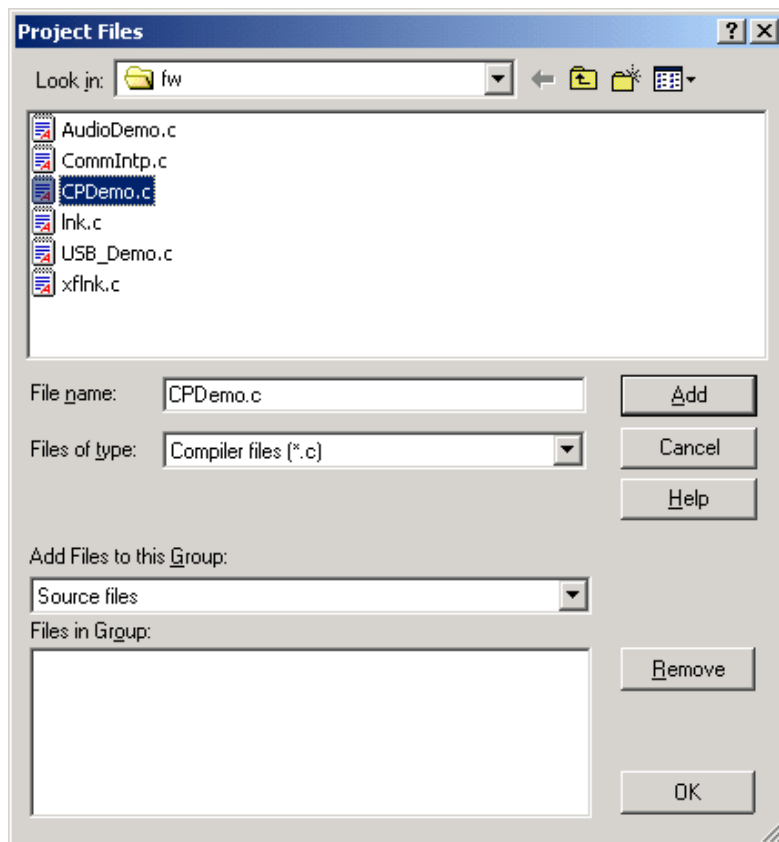 Project Files
Look in: fw
AudioDemo.c
CommIntp.c
CPDemo.c
lnk.c
USB_Demo.c
xflnk.c
File name: CPDemo.c Add
Files of type: Compiler files (*.c) Cancel
Help
Add Files to this Group:
Source files
Files in Group:
Remove
OK